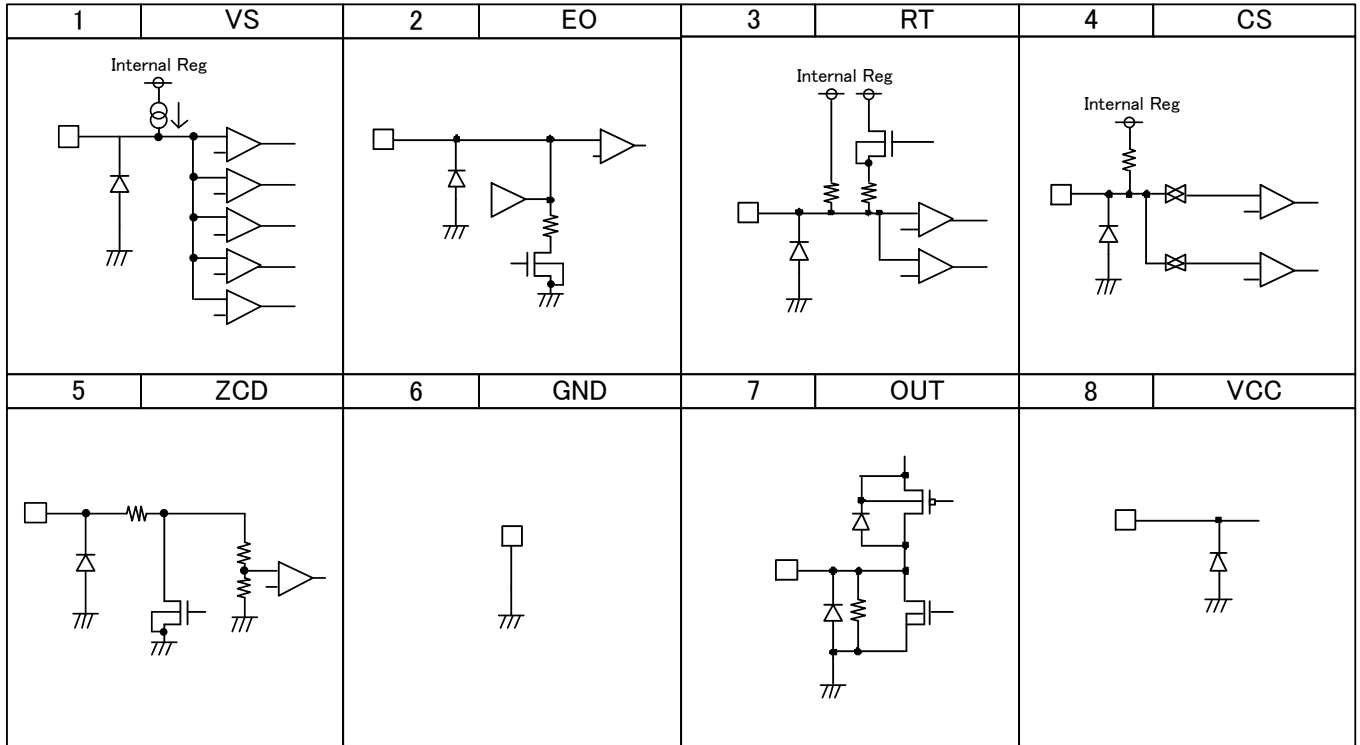 1 VS 2 EO 3 RT 4 CS
Internal Reg
Internal Reg
Internal Reg
5 ZCD 6 GND 7 OUT 8 VCC